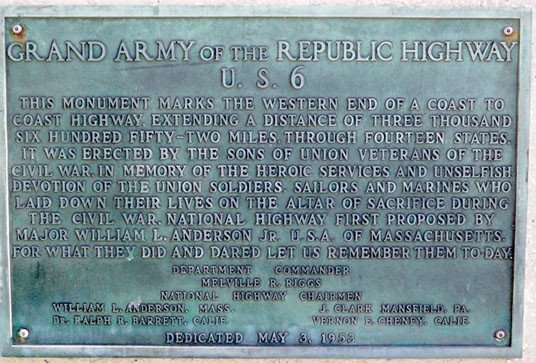 GRAND ARMY OF THE REPUBLIC HIGHWAY
U. S. 6
THIS MONUMENT MARKS THE WESTERN END OF A COAST TO
COAST HIGHWAY, EXTENDING A DISTANCE OF THREE THOUSAND
SIX HUNDRED FIFTY-TWO MILES, THROUGH FOURTEEN STATES.
IT WAS ERECTED BY THE SONS OF UNION VETERANS OF THE
CIVIL WAR, IN MEMORY OF THE HEROIC SERVICES AND UNSELFISH
DEVOTION OF THE UNION SOLDIERS, SAILORS AND MARINES WHO
LAID DOWN THEIR LIVES ON THE ALTAR OF SACRIFICE DURING
THE CIVIL WAR. NATIONAL HIGHWAY FIRST PROPOSED BY
MAJOR WILLIAM L. ANDERSON JR. U.S.A. OF MASSACHUSETTS.
FOR WHAT THEY DID AND DARED LET US REMEMBER THEM TO-DAY.
DEPARTMENT COMMANDER
MELVILLE R. RIGGS
NATIONAL HIGHWAY CHAIRMEN
WILLIAM L. ANDERSON, MASS. J. CLARK MANSFIELD, PA.
DR. RALPH R. BARRETT, CALIF. VERNON E. CHENEY, CALIF.
DEDICATED MAY 3, 1953